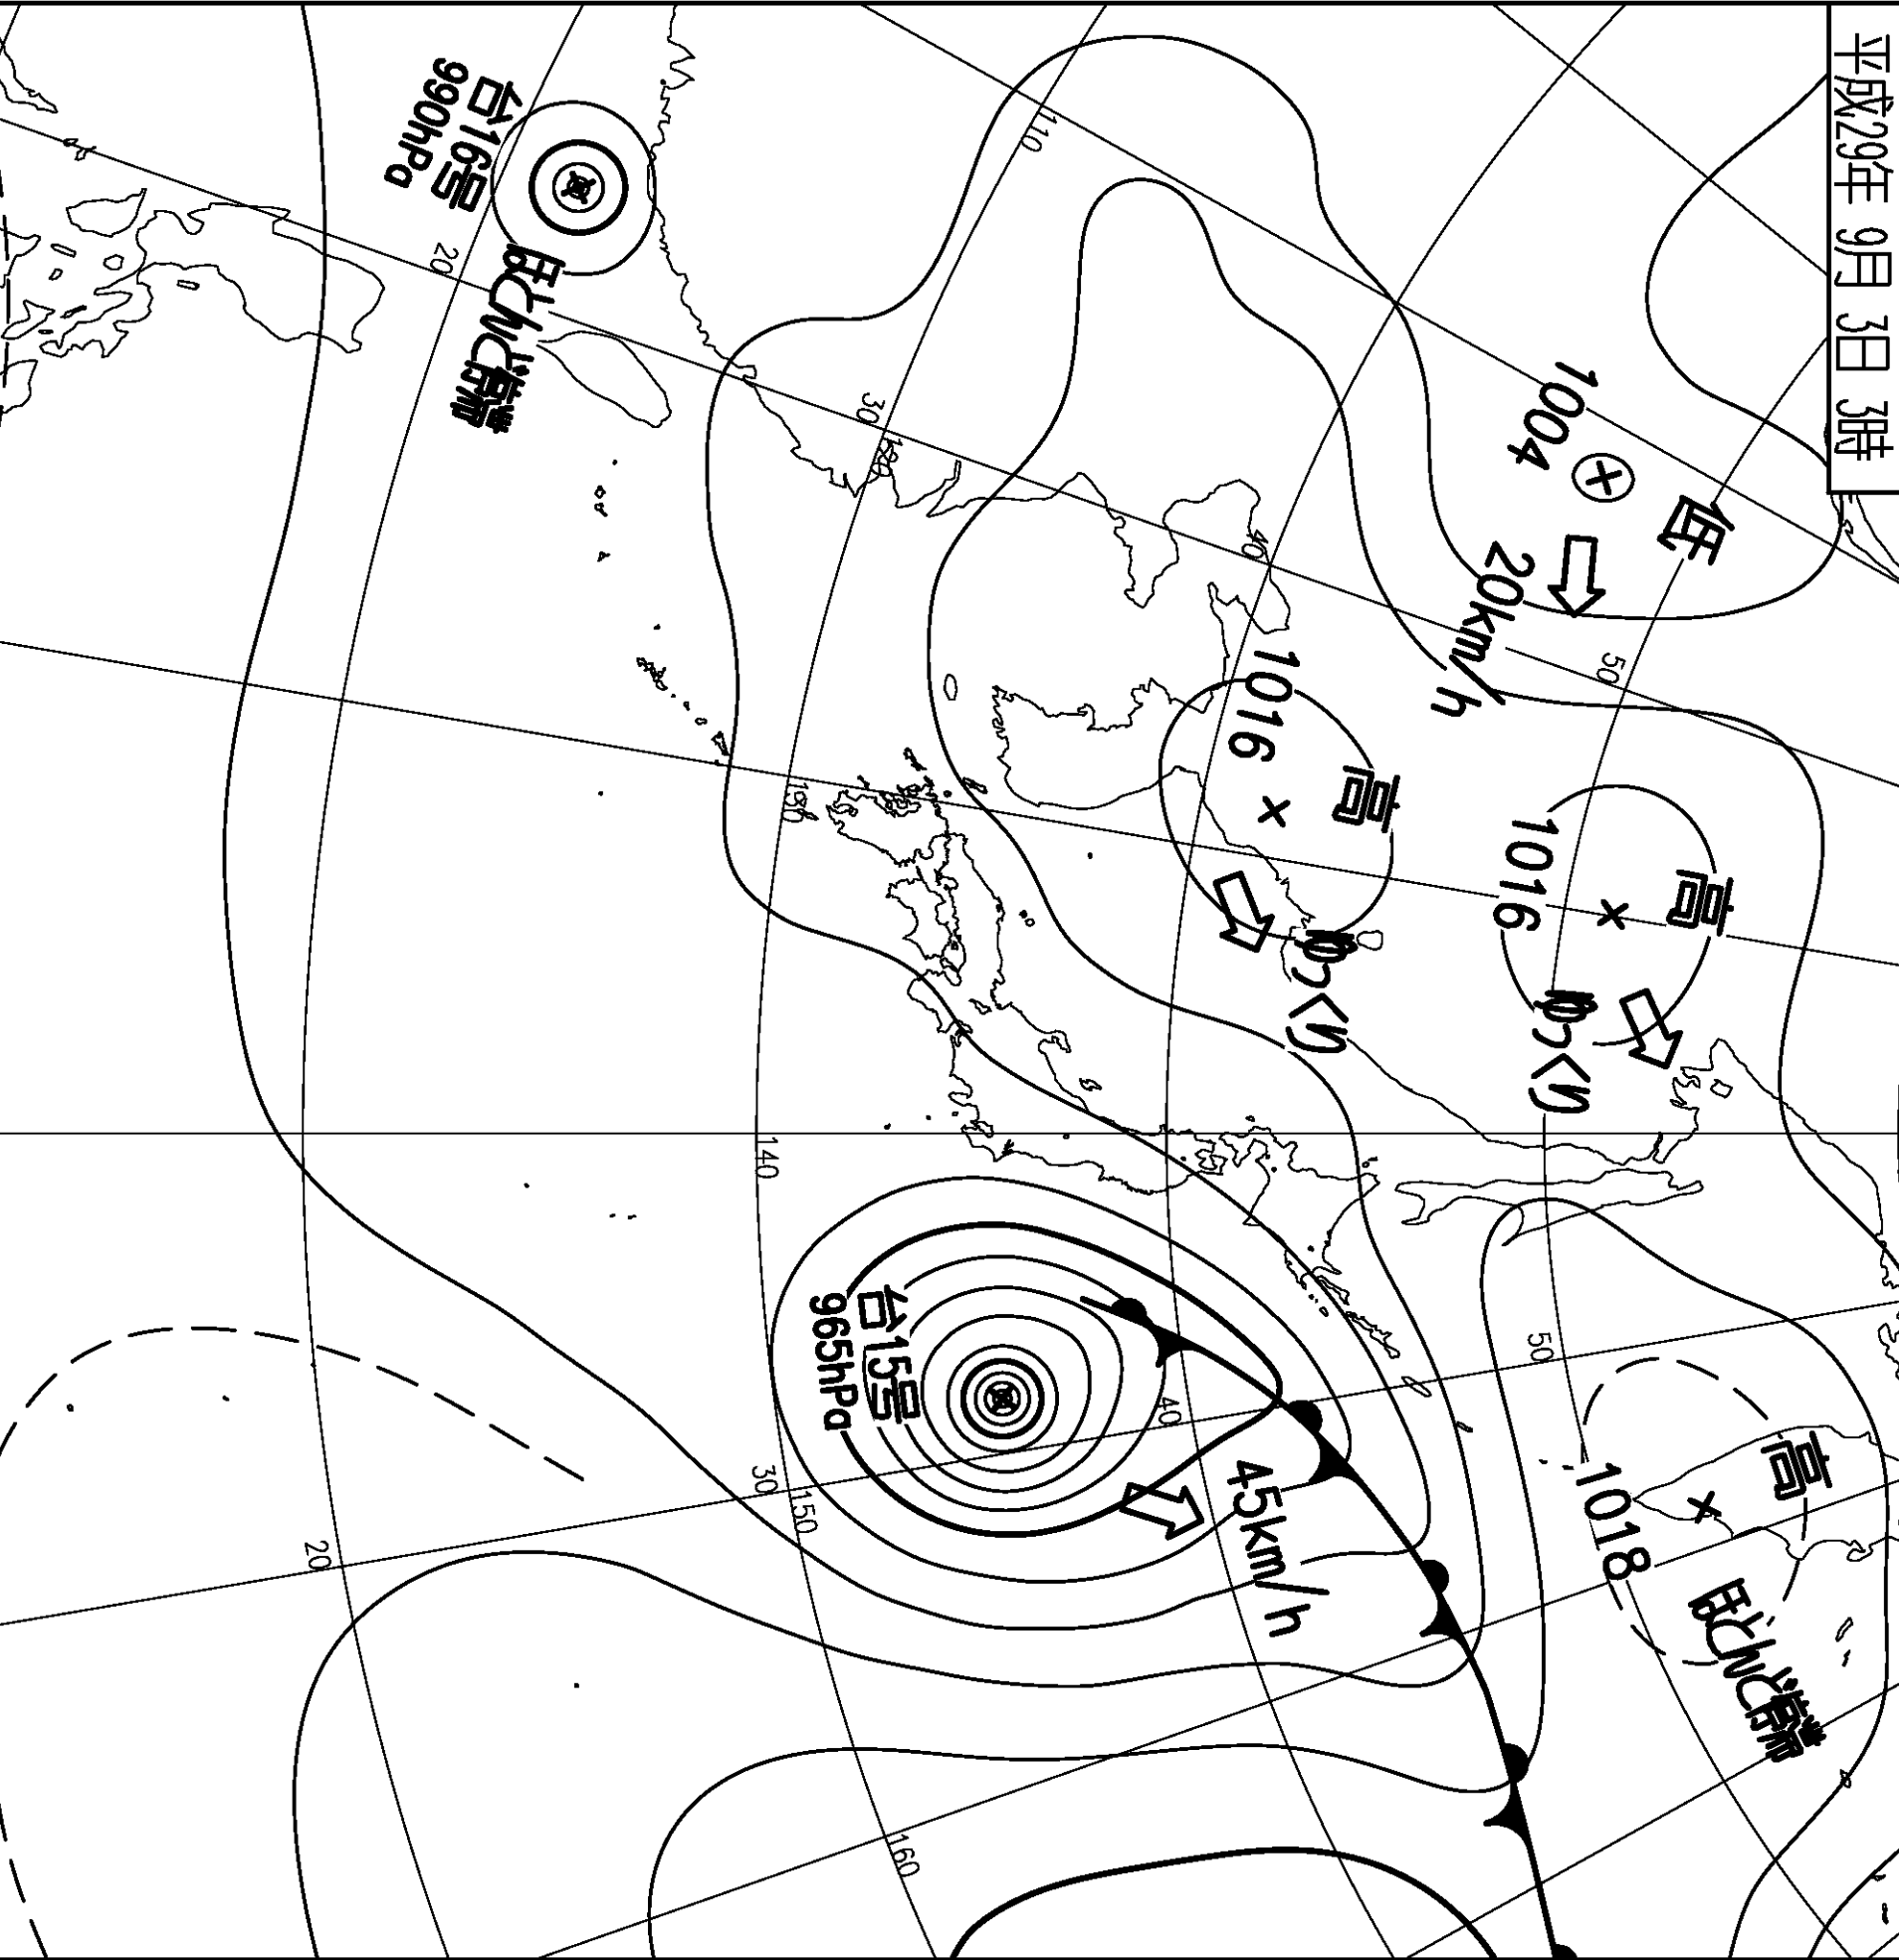 平成29年 9月 3日 3時
低
1004
20km/h
高
1016
ゆっくり
高
1016
ゆっくり
高
1018
ほとんど停滞
台16号
990hPa
ほとんど停滞
台15号
965hPa
45km/h
110
20
30
120
40
50
130
140
50
40
30
150
20
160